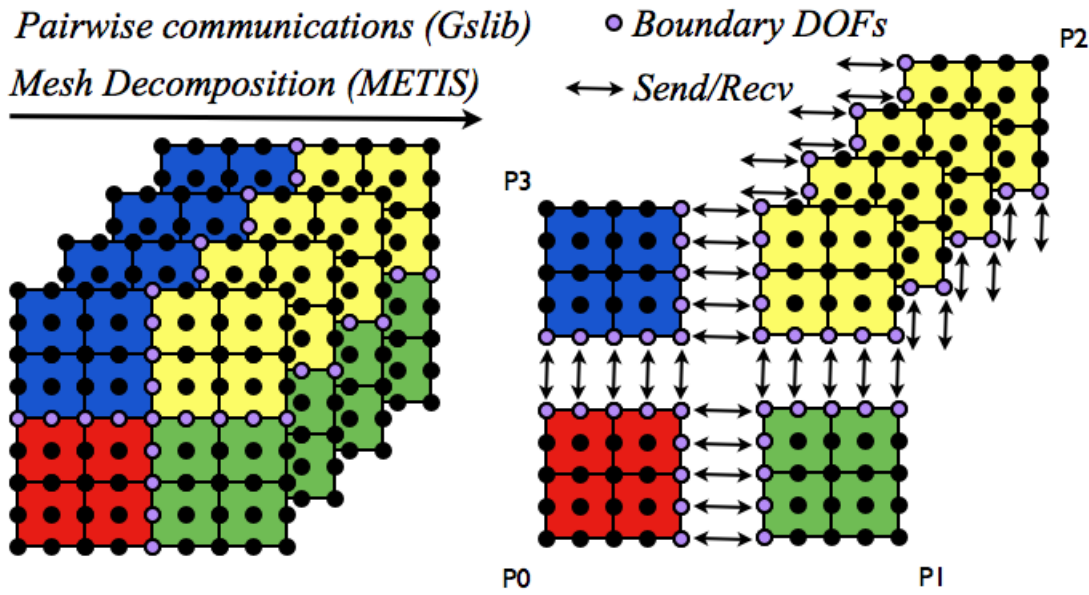 Pairwise communications (Gslib)
Boundary DOFs
Mesh Decomposition (METIS)
Send/Recv
P2
P3
P0
P1